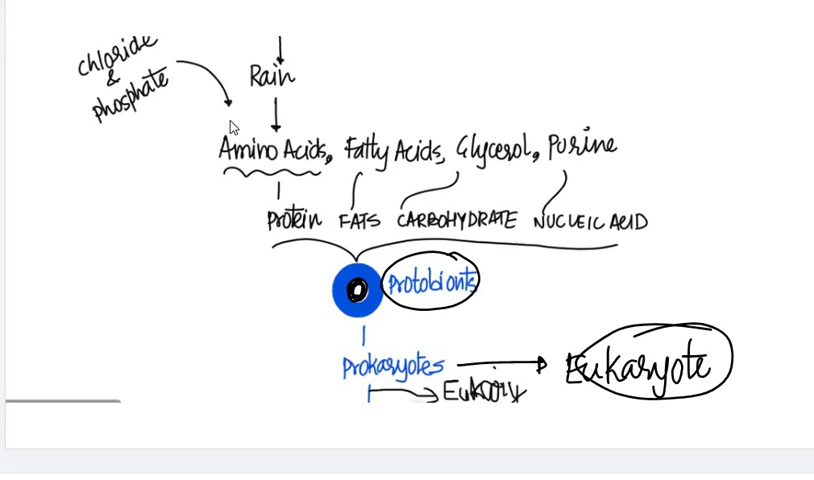 chloride
&
phosphate
Rain
Amino Acids, Fatty Acids, Glycerol, Purine
Protein FATS CARBOHYDRATE NUCLEIC ACID
Protobionts
Prokaryotes Eukaryote